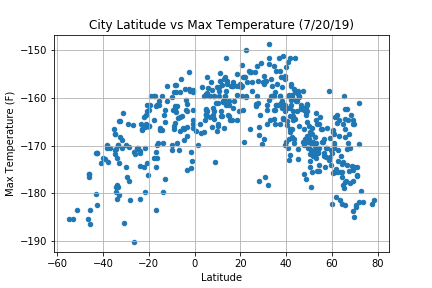 City Latitude vs Max Temperature (7/20/19)
−150
−160
−170
−180
−190
Max Temperature (F)
−60 −40 −20 0 20 40 60 80
Latitude